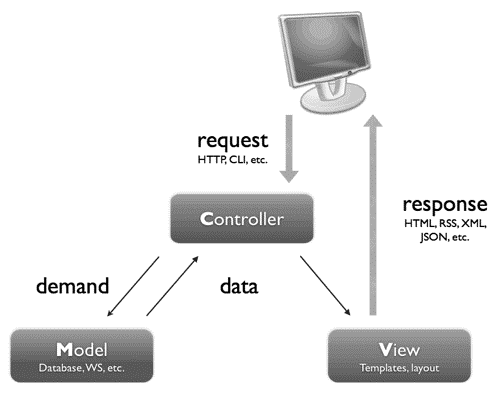 request
HTTP, CLI, etc.
Controller
response
HTML, RSS, XML,
JSON, etc.
demand
data
Model
Database, WS, etc.
View
Templates, layout